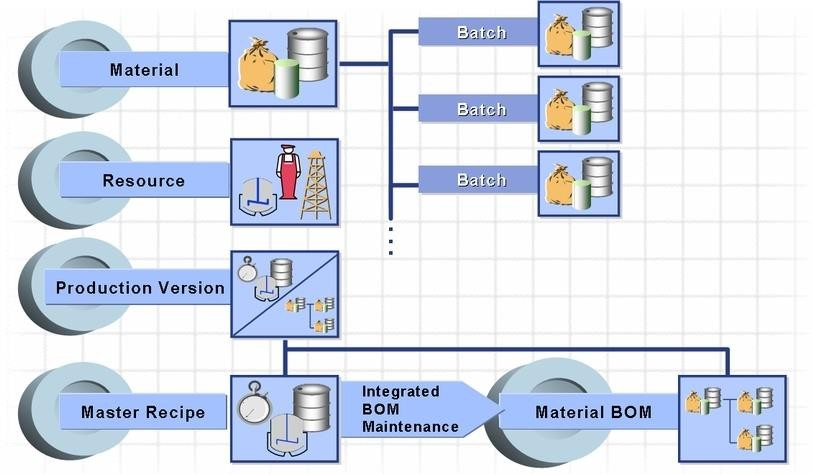 Material
Batch
Batch
Batch
Resource
Production Version
Master Recipe
Integrated
BOM
Maintenance
Material BOM